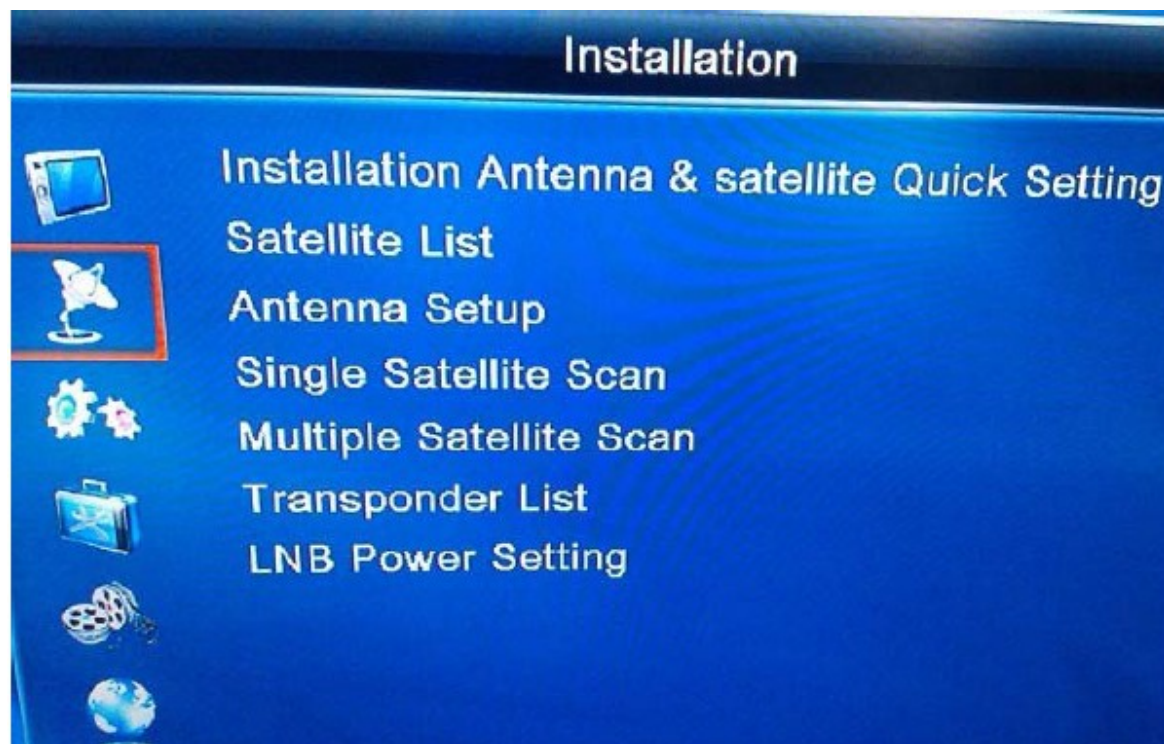 Installation
Installation Antenna & satellite Quick Setting
Satellite List
Antenna Setup
Single Satellite Scan
Multiple Satellite Scan
Transponder List
LNB Power Setting